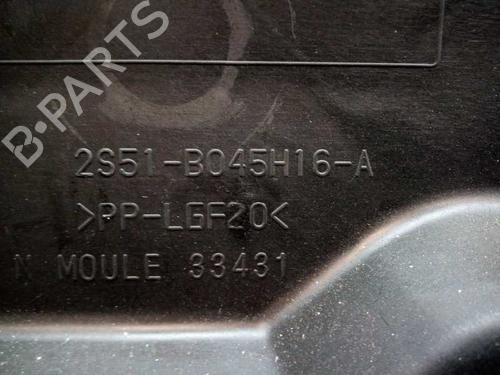 B-PARTS
2S51-B045H16-A
>PP-LGF20<
N MOULE 33431